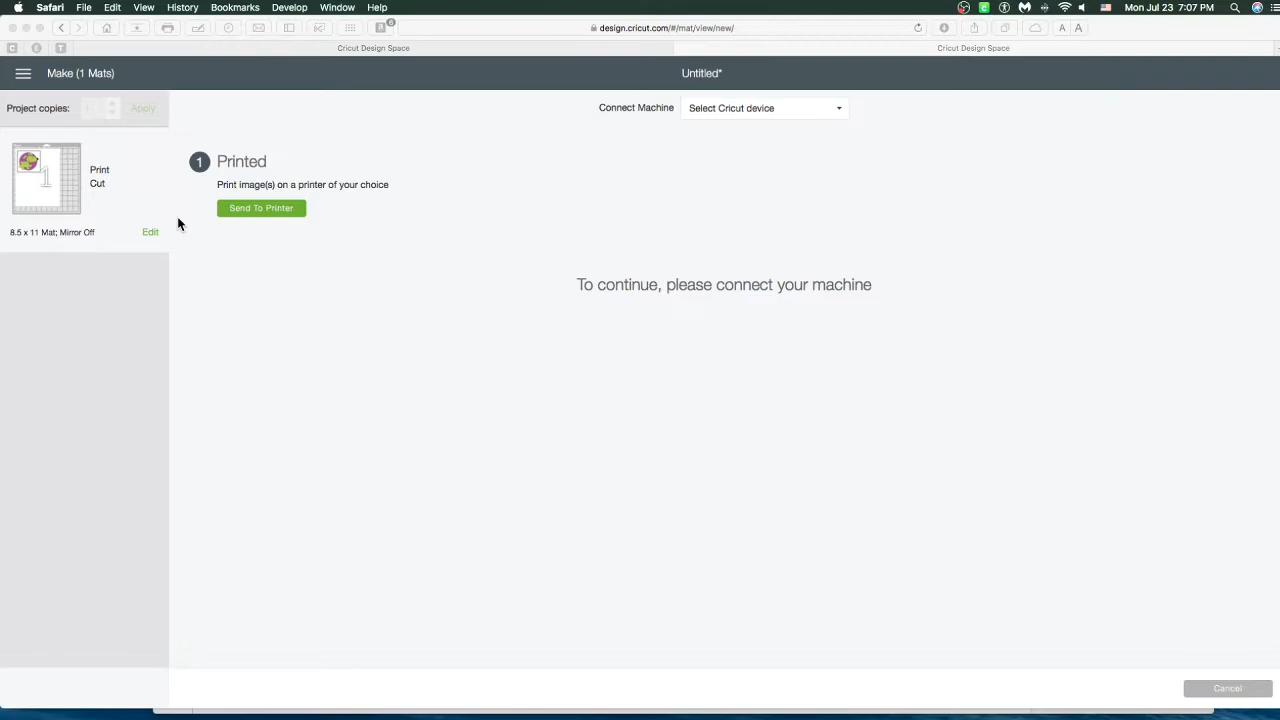 Safari File Edit View History Bookmarks Develop Window Help Mon Jul 23 7:07 PM
8 design.cricut.com/#/mat/view/new/ A A
C T Cricut Design Space Cricut Design Space
Make (1 Mats) Untitled*
Project copies: 1 Apply
Connect Machine Select Cricut device
1 Printed
Print image(s) on a printer of your choice
Send To Printer
1
Print
Cut
8.5 x 11 Mat; Mirror Off Edit
To continue, please connect your machine
Cancel